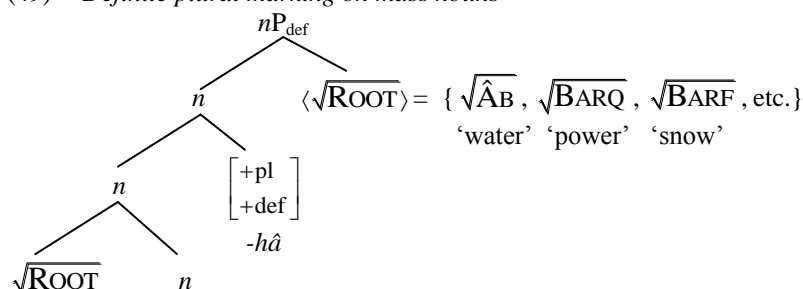 (49) Definite plural marking on mass nouns
nP_def
n ⟨√ROOT⟩ = { √ÂB , √BARQ , √BARF , etc.}
‘water’ ‘power’ ‘snow’
n [+pl +def]
-hâ
√ROOT n